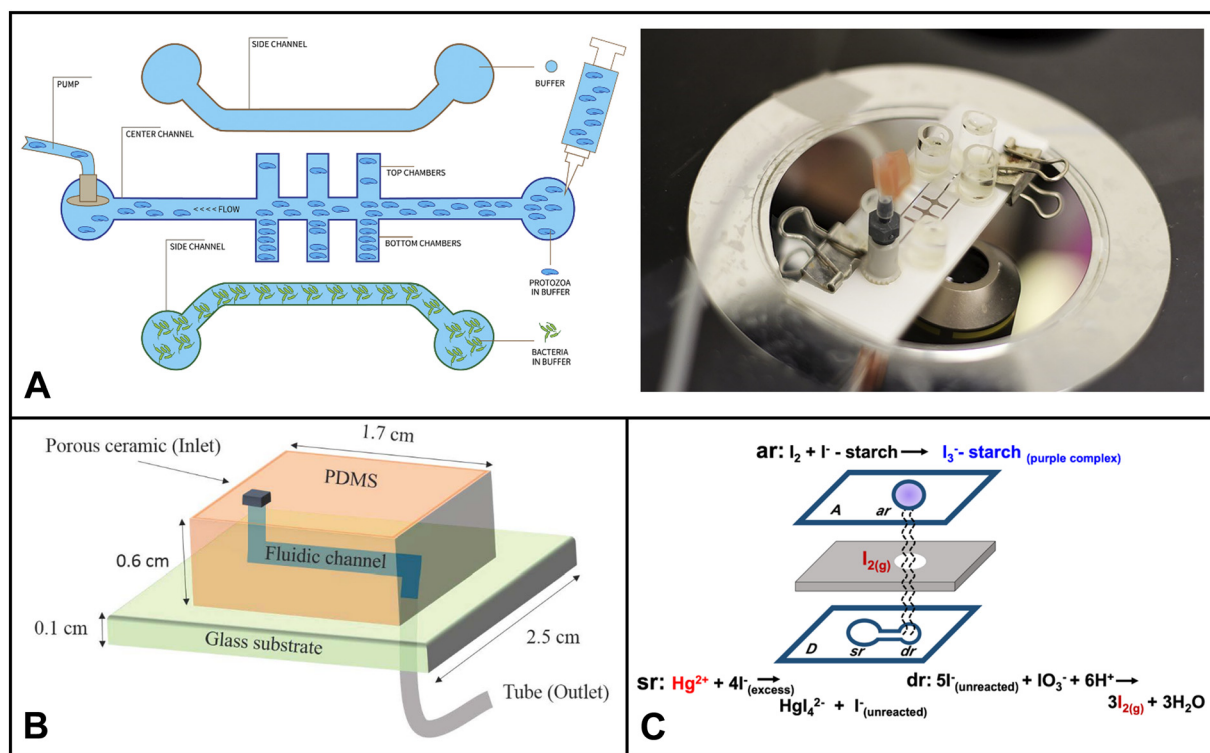 SIDE CHANNEL
PUMP
BUFFER
CENTER CHANNEL
TOP CHAMBERS
<<<<FLOW
SIDE CHANNEL
BOTTOM CHAMBERS
PROTOZOA
IN BUFFER
BACTERIA
IN BUFFER
A
Porous ceramic (Inlet)
1.7 cm
PDMS
0.6 cm
Fluidic channel
0.1 cm
Glass substrate
2.5 cm
Tube (Outlet)
B
ar: I2 + I- - starch → I3-- starch (purple complex)
A ar
I2(g)
D sr dr
sr: Hg2+ + 4I-(excess) →
HgI42- + I-(unreacted)
dr: 5I-(unreacted) + IO3- + 6H+ →
3I2(g) + 3H2O
C